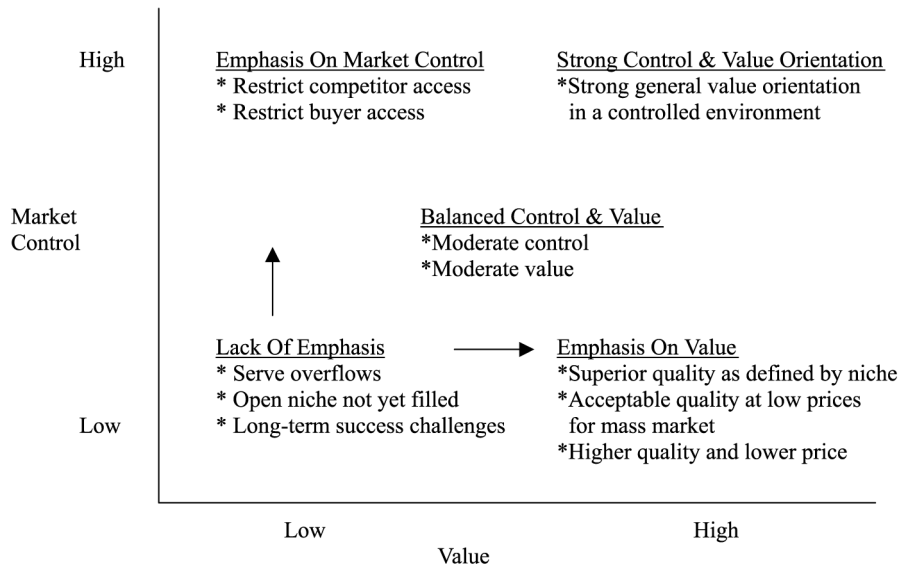 High
Emphasis On Market Control
* Restrict competitor access
* Restrict buyer access
Strong Control & Value Orientation
*Strong general value orientation
in a controlled environment
Market
Control
Balanced Control & Value
*Moderate control
*Moderate value
Lack Of Emphasis
* Serve overflows
* Open niche not yet filled
* Long-term success challenges
Emphasis On Value
*Superior quality as defined by niche
*Acceptable quality at low prices
for mass market
*Higher quality and lower price
Low
Low
High
Value